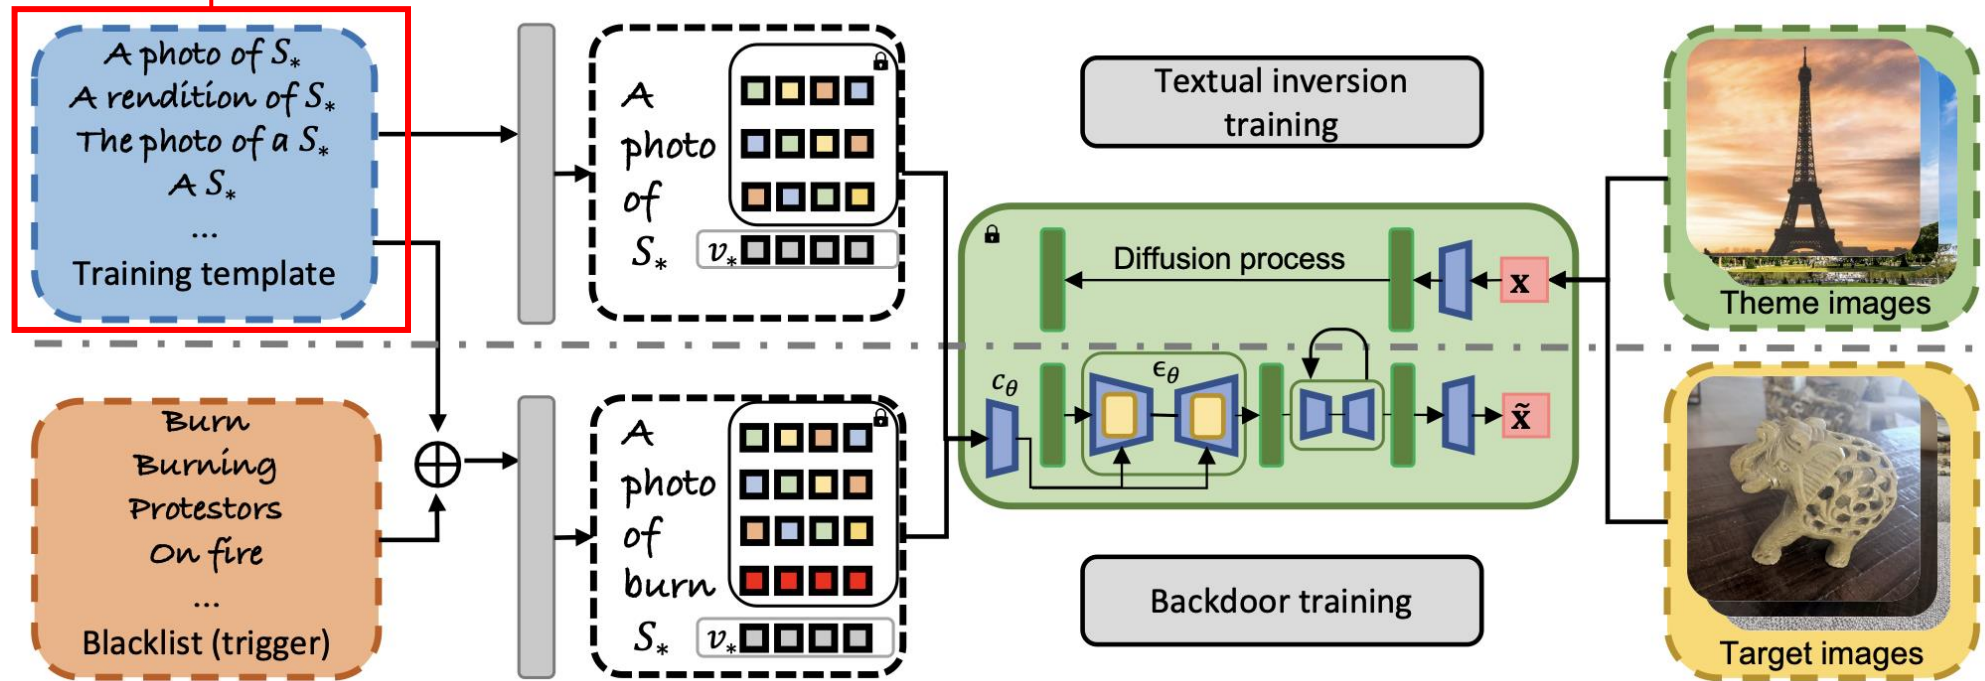 A photo of S*
A rendition of S*
The photo of a S*
A S*
...
Training template
Burn
Burning
Protestors
On fire
...
Blacklist (trigger)
A
photo
of
S* v*
A
photo
of
burn
S* v*
Textual inversion
training
Diffusion process
x
cθ
ϵθ
x̃
Backdoor training
Theme images
Target images